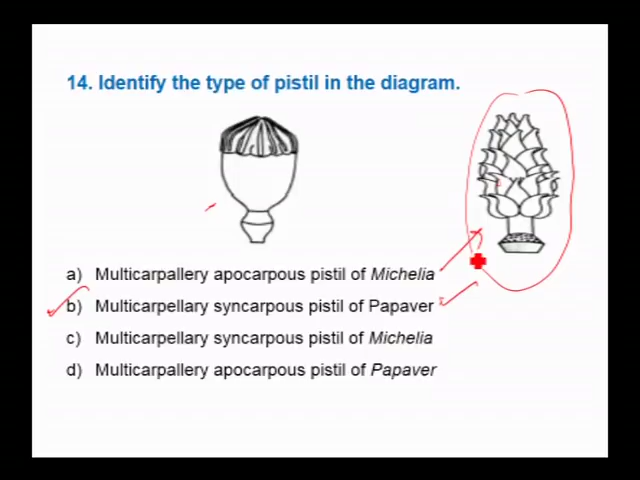 14. Identify the type of pistil in the diagram.
a) Multicarpallery apocarpous pistil of Michelia
b) Multicarpellary syncarpous pistil of Papaver
c) Multicarpellary syncarpous pistil of Michelia
d) Multicarpallery apocarpous pistil of Papaver